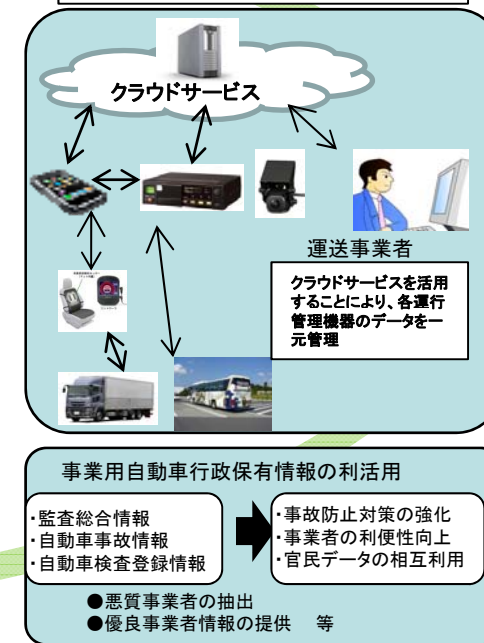 クラウドサービス
運送事業者
クラウドサービスを活用
することにより、各運行
管理機器のデータを一
元管理
事業用自動車行政保有情報の利活用
・監査総合情報
・自動車事故情報
・自動車検査登録情報
・事故防止対策の強化
・事業者の利便性向上
・官民データの相互利用
●悪質事業者の抽出
●優良事業者情報の提供　等